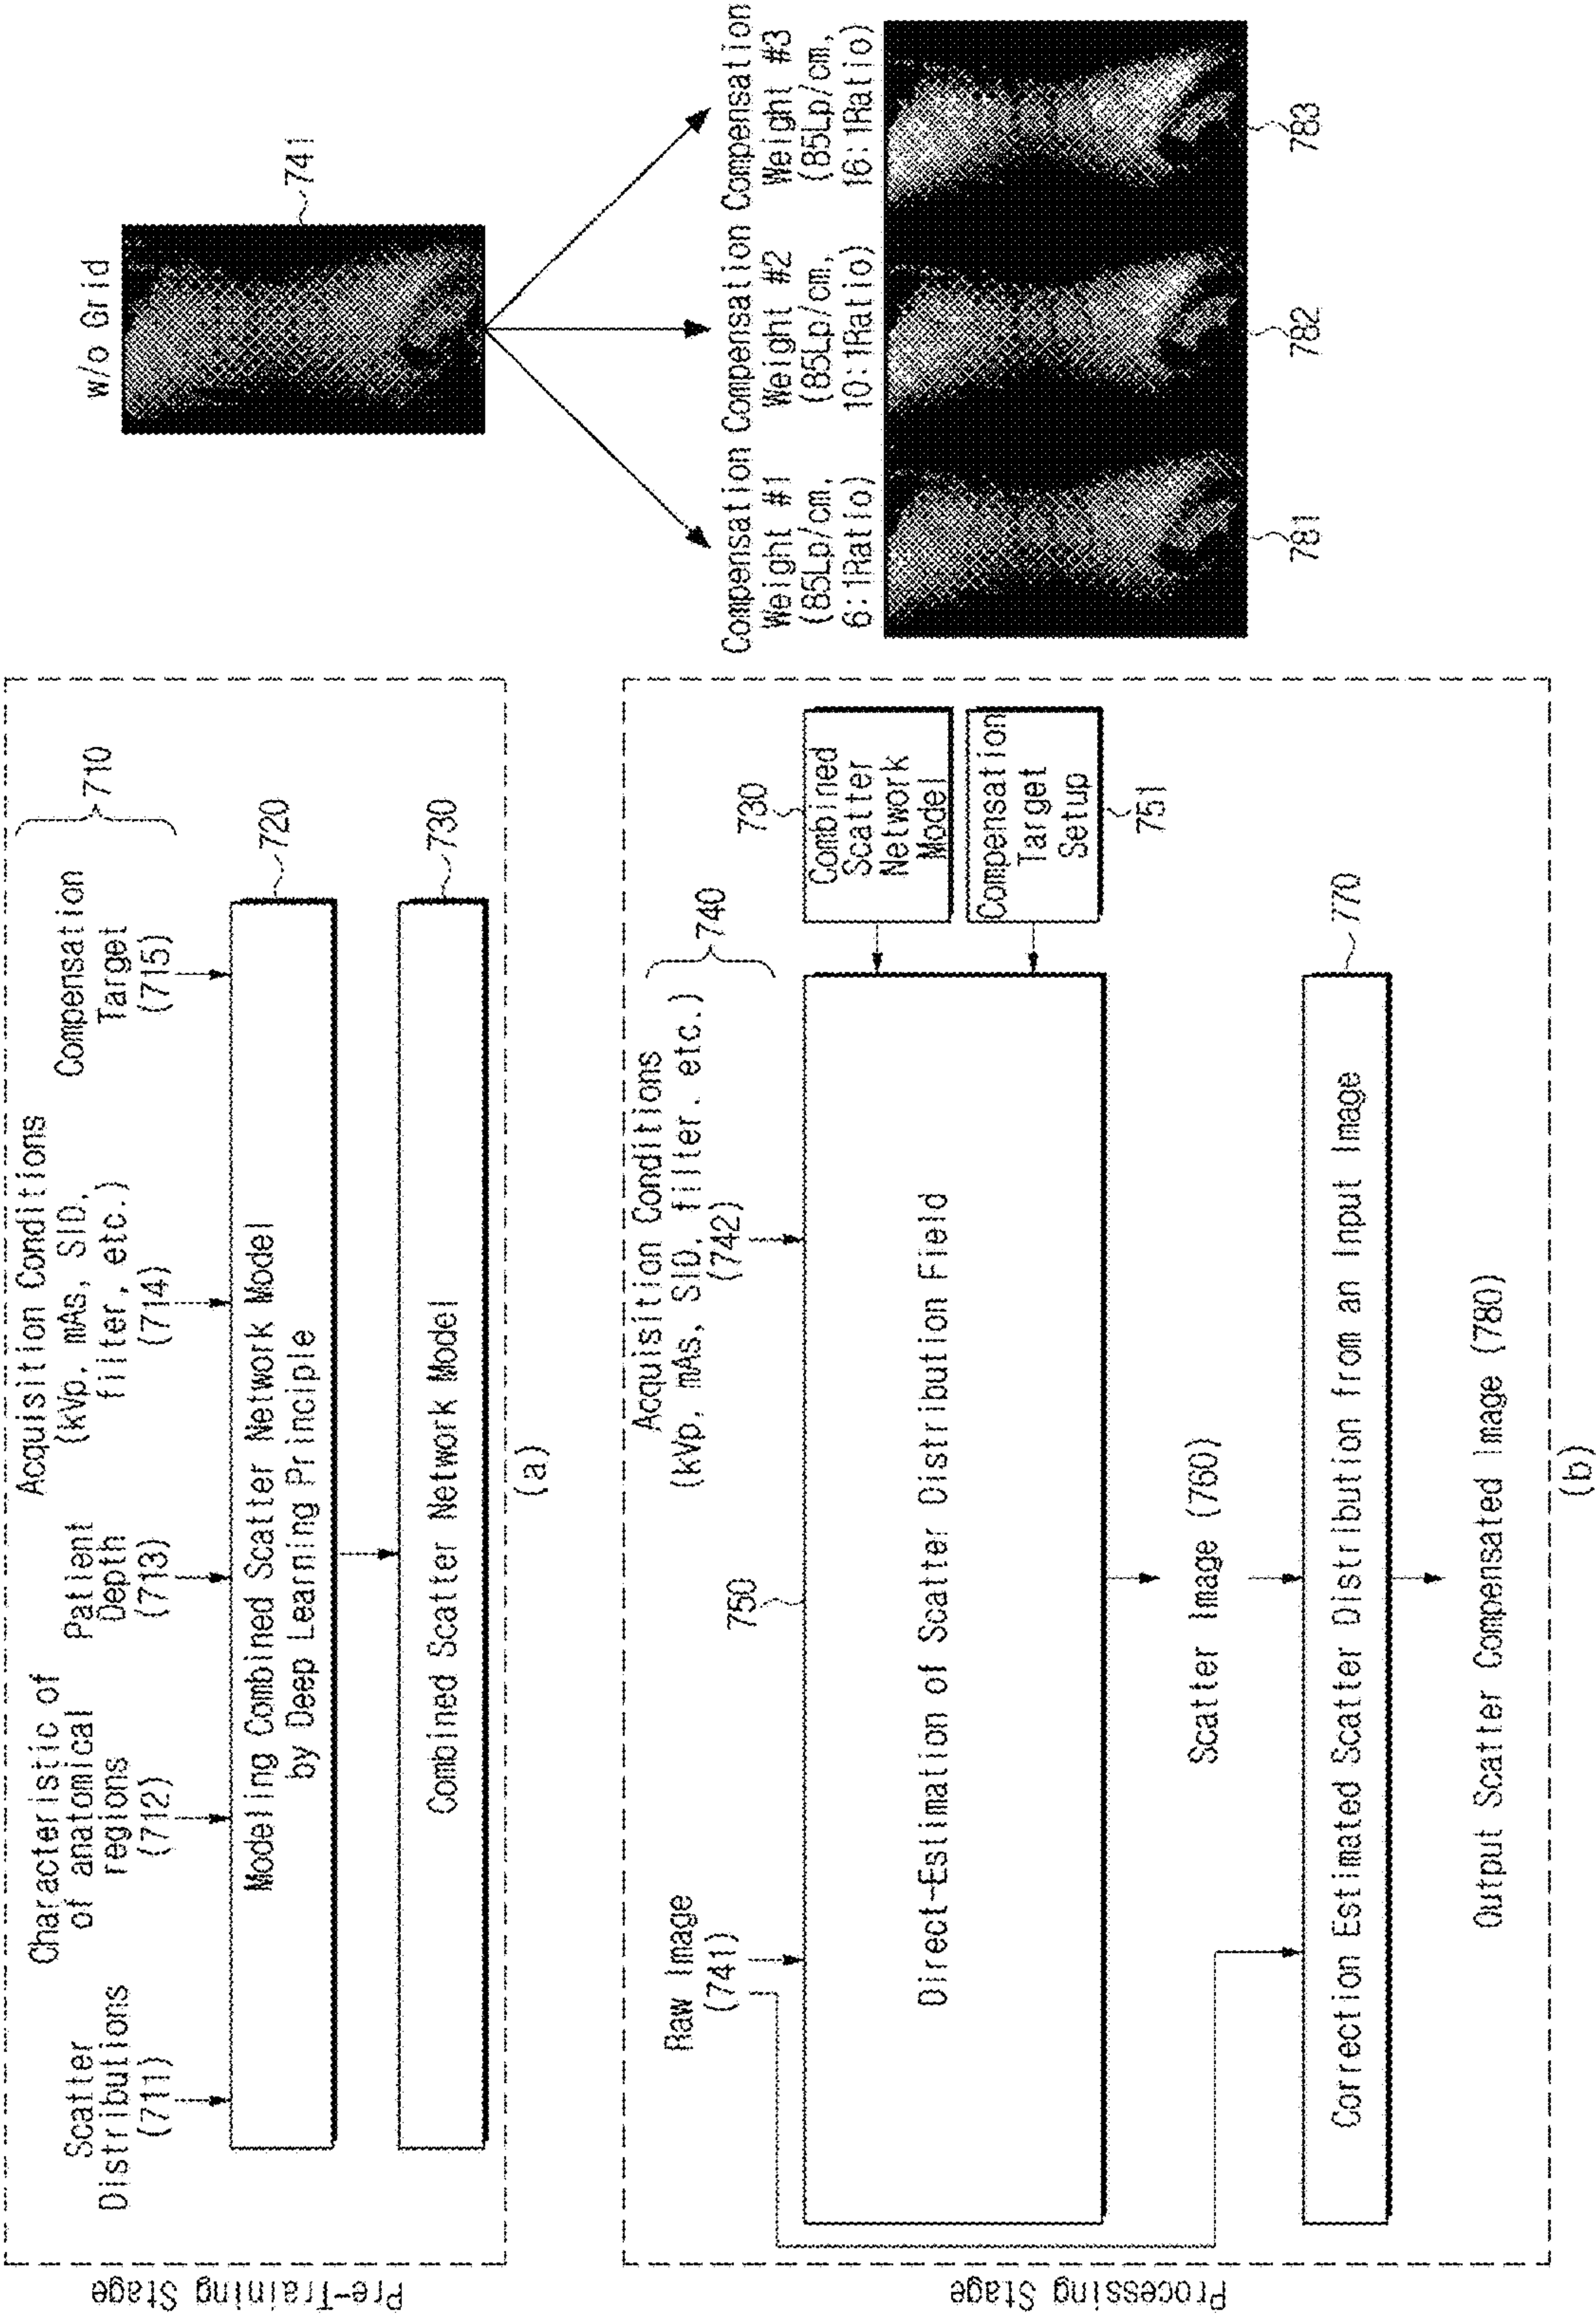 Pre-Training Stage
Scatter
Distributions
(711)
Characteristic of
of anatomical
regions
(712)
Patient
Depth
(713)
Acquisition Conditions
(kVp, mAs, SID,
filter, etc.)
(714)
Compensation
Target
(715)
710
Modeling Combined Scatter Network Model
by Deep Learning Principle
720
Combined Scatter Network Model
730
(a)
Processing Stage
Raw Image
(741)
Acquisition Conditions
(kVp, mAs, SID, filter. etc.)
(742)
740
750
Direct-Estimation of Scatter Distribution Field
730
Combined
Scatter
Network
Model
Compensation
Target
Setup
751
Scatter Image (760)
Correction Estimated Scatter Distribution from an Input Image
770
Output Scatter Compensated Image (780)
(b)
w/o Grid
741
Compensation
Weight #1
(85Lp/cm,
6:1Ratio)
Compensation
Weight #2
(85Lp/cm,
10:1Ratio)
Compensation
Weight #3
(85Lp/cm,
16:1Ratio)
781
782
783